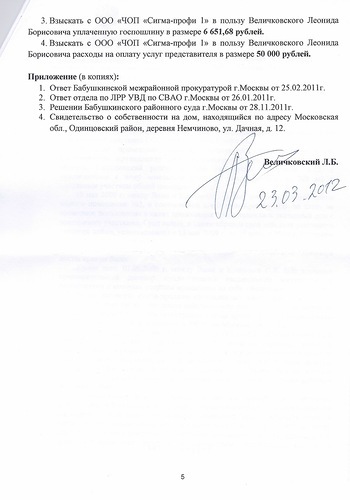 3. Взыскать с ООО «ЧОП «Сигма-профи 1» в пользу Величковского Леонида
Борисовича уплаченную госпошлину в размере 6 651,68 рублей.
4. Взыскать с ООО «ЧОП «Сигма-профи 1» в пользу Величковского Леонида
Борисовича расходы на оплату услуг представителя в размере 50 000 рублей.
Приложение (в копиях):
1. Ответ Бабушкинской межрайонной прокуратурой г.Москвы от 25.02.2011г.
2. Ответ отдела по ЛРР УВД по СВАО г.Москвы от 26.01.2011г.
3. Решении Бабушкинского районного суда г.Москвы от 28.11.2011г.
4. Свидетельство о собственности на дом, находящийся по адресу Московская
обл., Одинцовский район, деревня Немчиново, ул. Дачная, д. 12.
Величковский Л.Б.
23.03.2012
5